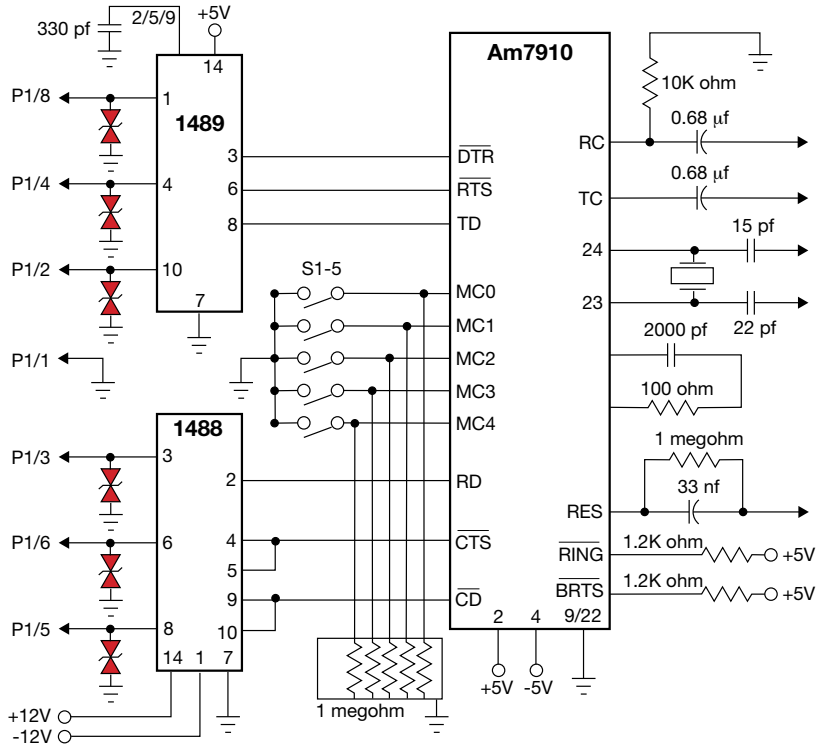 330 pf
2/5/9
+5V
14
P1/8
1
1489
3
P1/4
4
6
8
P1/2
10
7
P1/1
1488
P1/3
3
2
P1/6
6
4
5
9
P1/5
8
10
14
1
7
+12V
-12V
S1-5
1 megohm
Am7910
DTR
RTS
TD
MC0
MC1
MC2
MC3
MC4
RD
CTS
CD
2
4
9/22
+5V
-5V
RC
TC
24
23
RES
RING
BRTS
10K ohm
0.68 µf
0.68 µf
15 pf
22 pf
2000 pf
100 ohm
1 megohm
33 nf
1.2K ohm
+5V
1.2K ohm
+5V